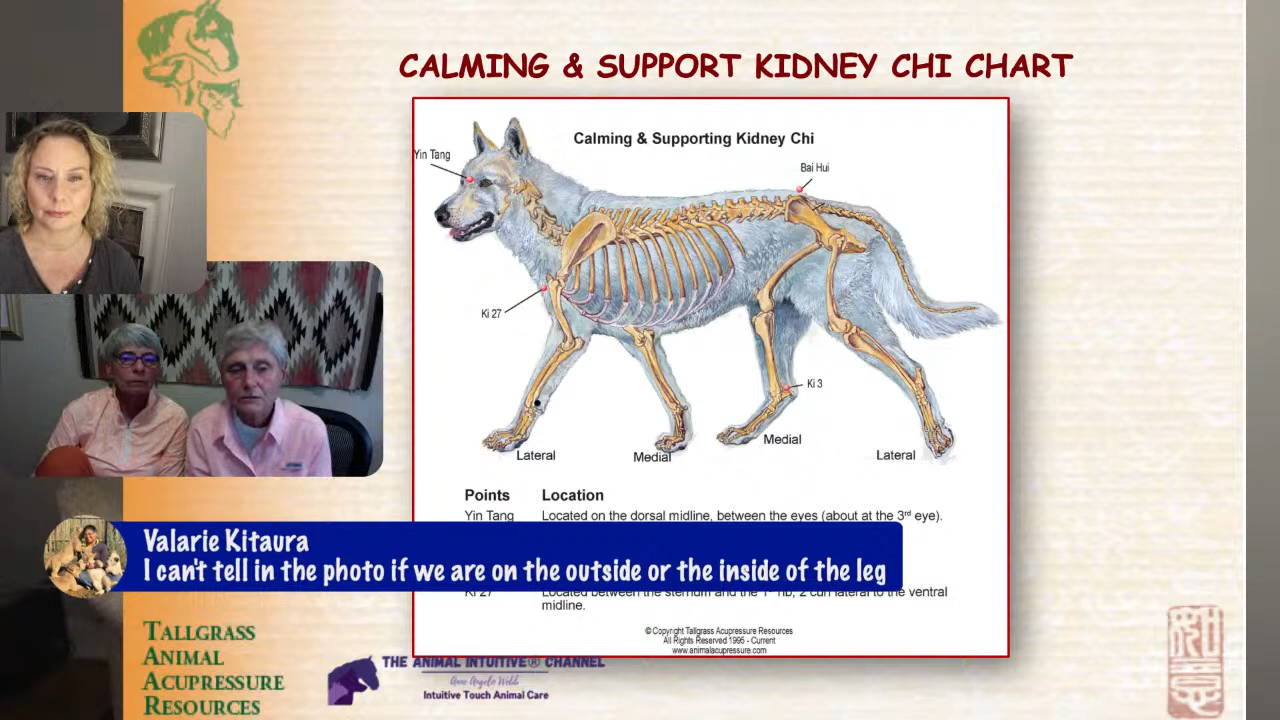 CALMING & SUPPORT KIDNEY CHI CHART
Calming & Supporting Kidney Chi
Yin Tang
Bai Hui
Ki 27
Ki 3
Lateral
Medial
Medial
Lateral
Points Location
Yin Tang Located on the dorsal midline, between the eyes (about at the 3rd eye).
Valarie Kitaura
I can't tell in the photo if we are on the outside or the inside of the leg
Ki 27 Located between the sternum and the 1st rib, 2 cun lateral to the ventral
midline.
© Copyright Tallgrass Acupressure Resources
All Rights Reserved 1995 - Current
www.animalacupressure.com
TALLGRASS
ANIMAL
ACUPRESSURE
RESOURCES
THE ANIMAL INTUITIVE® CHANNEL
Anne Angelo Webb
Intuitive Touch Animal Care